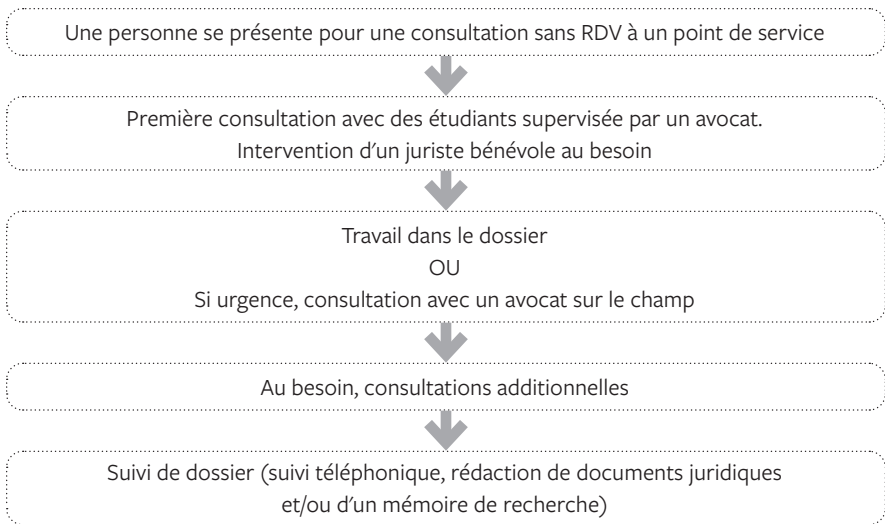 Une personne se présente pour une consultation sans RDV à un point de service
Première consultation avec des étudiants supervisée par un avocat.
Intervention d'un juriste bénévole au besoin
Travail dans le dossier
OU
Si urgence, consultation avec un avocat sur le champ
Au besoin, consultations additionnelles
Suivi de dossier (suivi téléphonique, rédaction de documents juridiques
et/ou d'un mémoire de recherche)